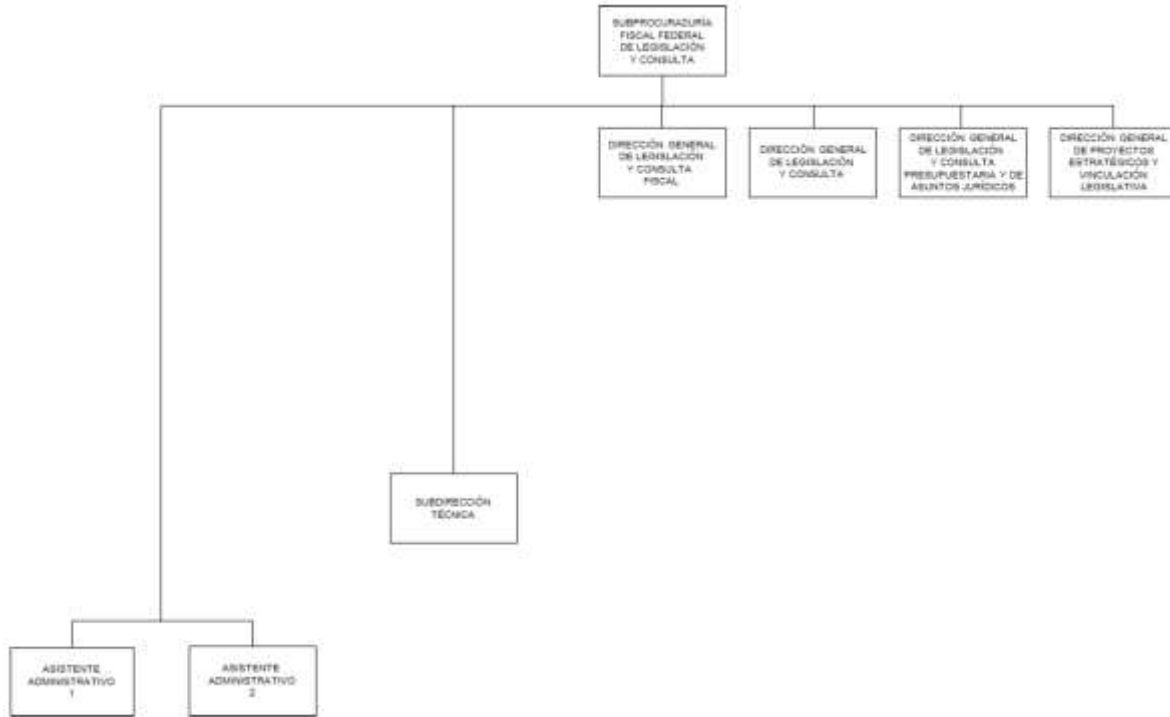 SUBPROCURADURÍA
FISCAL FEDERAL
DE LEGISLACIÓN
Y CONSULTA
DIRECCIÓN GENERAL
DE LEGISLACIÓN
Y CONSULTA
FISCAL
DIRECCIÓN GENERAL
DE LEGISLACIÓN
Y CONSULTA
DIRECCIÓN GENERAL
DE LEGISLACIÓN
Y CONSULTA
PRESUPUESTARIA Y DE
ASUNTOS JURÍDICOS
DIRECCIÓN GENERAL
DE PROYECTOS
ESTRATÉGICOS Y
VINCULACIÓN
LEGISLATIVA
SUBDIRECCIÓN
TÉCNICA
ASISTENTE
ADMINISTRATIVO
1
ASISTENTE
ADMINISTRATIVO
2